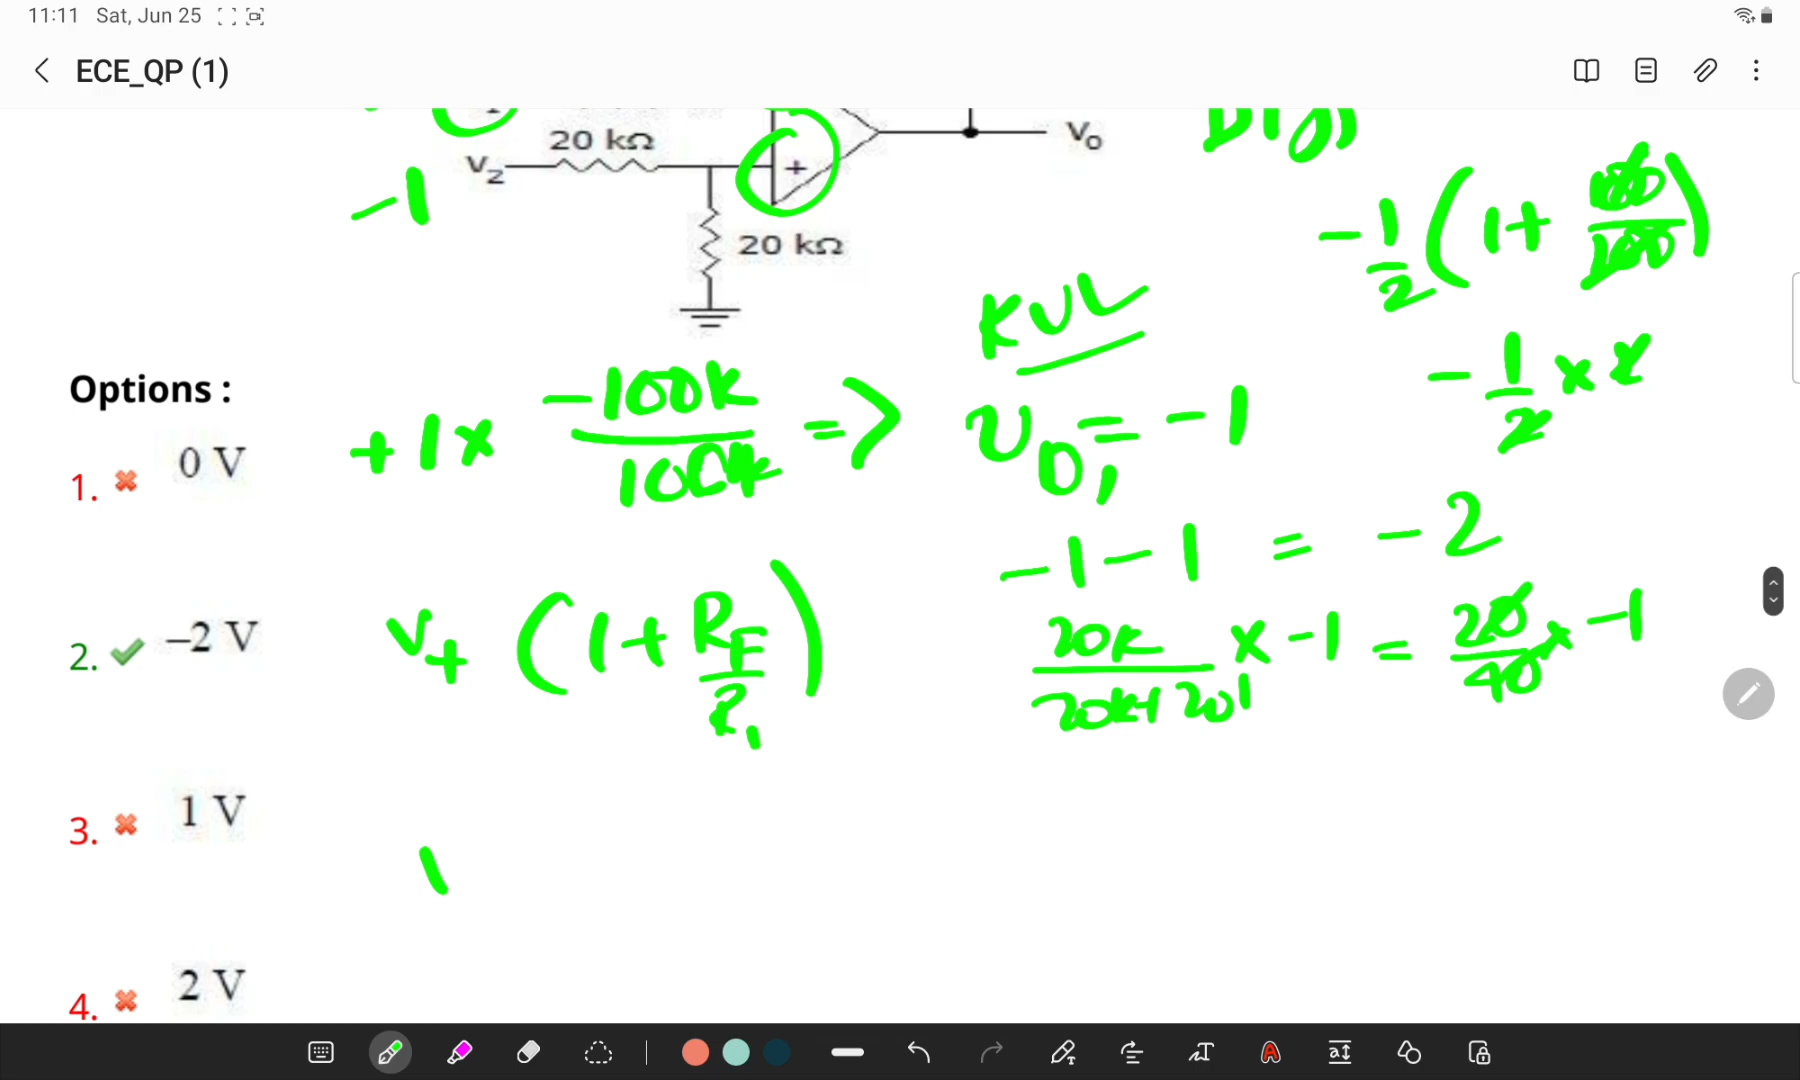 11:11 Sat, Jun 25
ECE_QP (1)
20 kΩ
V₂
+
V₀
-1
20 kΩ
-1/2 (1+ 100/100)
KVL
-1/2 x 2
Options :
+1 x -100k/100k => V₀, = -1
1. 0 V
-1 - 1 = -2
2. –2 V
V+ (1 + RF/R1)
20k/20k+20k x -1 = 20/40 x -1
3. 1 V
4. 2 V